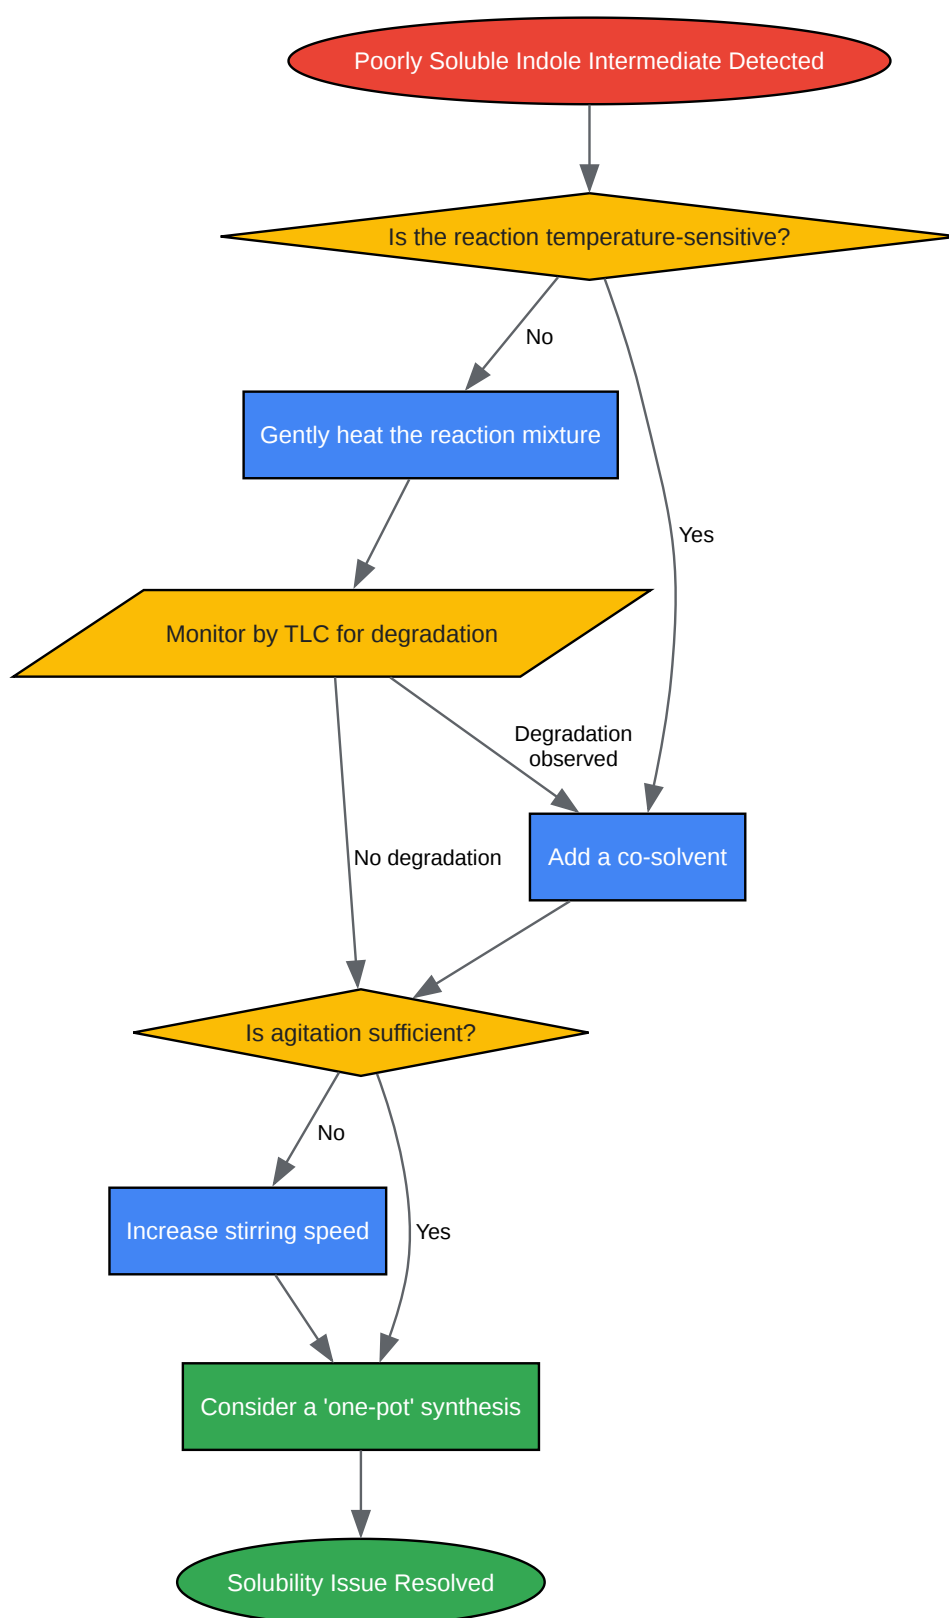 Poorly Soluble Indole Intermediate Detected
Is the reaction temperature-sensitive?
No
Gently heat the reaction mixture
Yes
Monitor by TLC for degradation
Degradation
observed
Add a co-solvent
No degradation
Is agitation sufficient?
No
Increase stirring speed
Yes
Consider a 'one-pot' synthesis
Solubility Issue Resolved